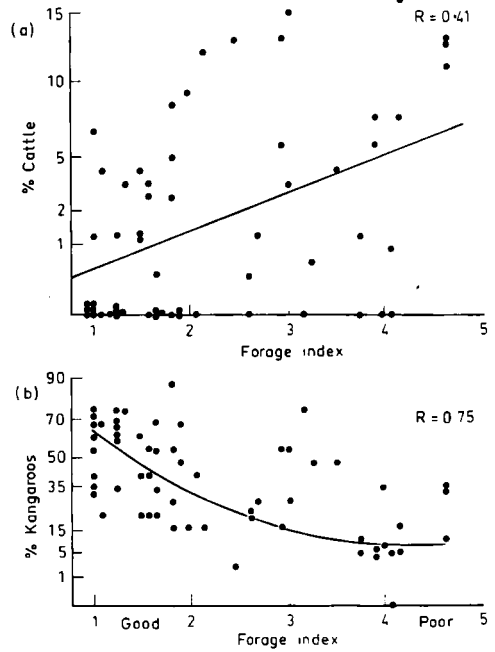 (a)
R = 0·41
15
10
5
2
1
% Cattle
1 2 3 4 5
Forage index
(b)
R = 0·75
90
70
50
35
15
5
1
% Kangaroos
1 2 3 4 5
Good Poor
Forage index